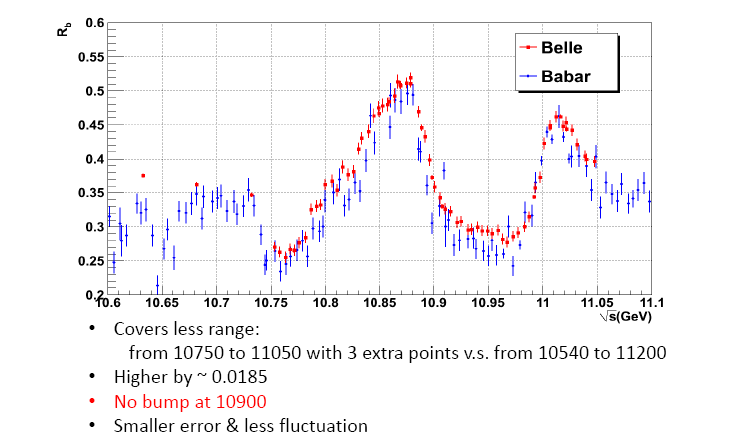 R_b
0.6
0.55
0.5
0.45
0.4
0.35
0.3
0.25
0.2
Belle
Babar
10.6 10.65 10.7 10.75 10.8 10.85 10.9 10.95 11 11.05 11.1
√s(GeV)
• Covers less range:
from 10750 to 11050 with 3 extra points v.s. from 10540 to 11200
• Higher by ~ 0.0185
• No bump at 10900
• Smaller error & less fluctuation